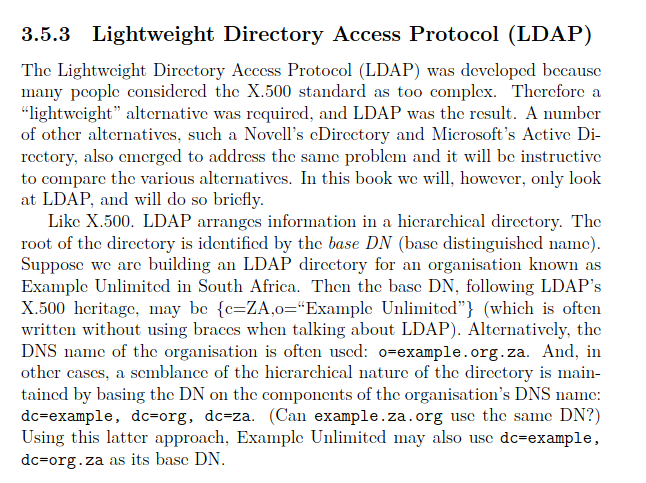 3.5.3 Lightweight Directory Access Protocol (LDAP)
The Lightweight Directory Access Protocol (LDAP) was developed because
many people considered the X.500 standard as too complex. Therefore a
“lightweight” alternative was required, and LDAP was the result. A number
of other alternatives, such a Novell’s eDirectory and Microsoft’s Active Di-
rectory, also emerged to address the same problem and it will be instructive
to compare the various alternatives. In this book we will, however, only look
at LDAP, and will do so briefly.
Like X.500. LDAP arranges information in a hierarchical directory. The
root of the directory is identified by the base DN (base distinguished name).
Suppose we are building an LDAP directory for an organisation known as
Example Unlimited in South Africa. Then the base DN, following LDAP’s
X.500 heritage, may be {c=ZA,o=“Example Unlimited”} (which is often
written without using braces when talking about LDAP). Alternatively, the
DNS name of the organisation is often used: o=example.org.za. And, in
other cases, a semblance of the hierarchical nature of the directory is main-
tained by basing the DN on the components of the organisation’s DNS name:
dc=example, dc=org, dc=za. (Can example.za.org use the same DN?)
Using this latter approach, Example Unlimited may also use dc=example,
dc=org.za as its base DN.